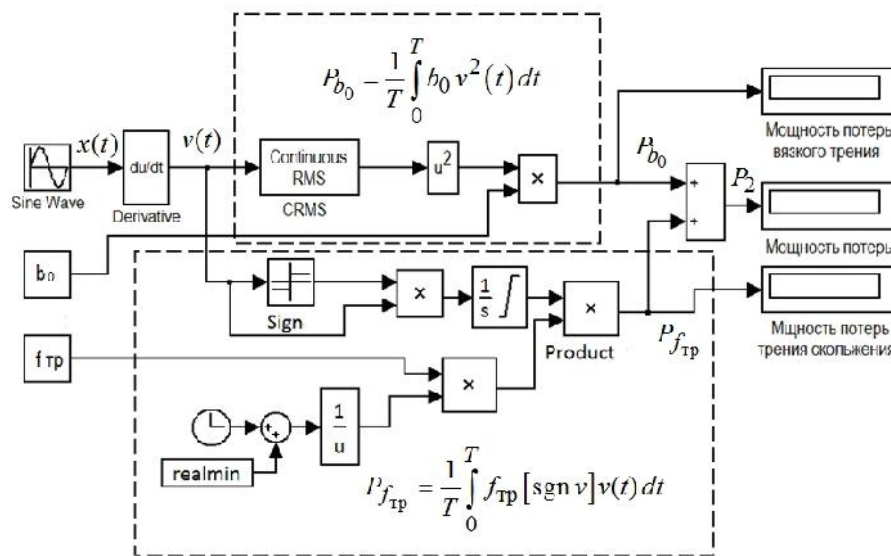 P_{b_0} = \frac{1}{T} \int_0^T b_0 v^2(t) dt
x(t)
v(t)
Sine Wave
du/dt
Derivative
Continuous
RMS
CRMS
u²
×
P_{b_0}
Мощность потерь
вязкого трения
+
+
P_2
Мощность потерь
b₀
Sign
×
1
s
×
Product
P_{f_{тр}}
Мщность потерь
трения скольжения
f тр
×
+
+
1
u
realmin
P_{f_{тр}} = \frac{1}{T} \int_0^T f_{тр} [sgn v] v(t) dt